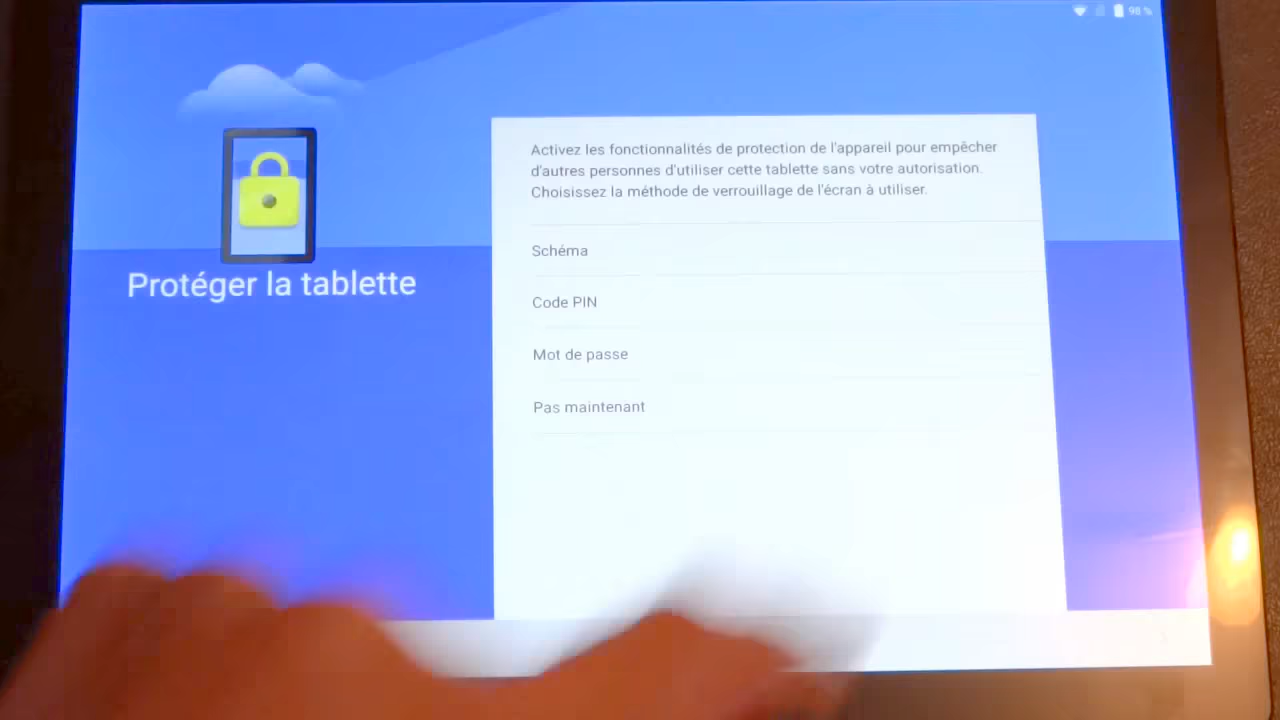 98 %
Protéger la tablette
Activez les fonctionnalités de protection de l'appareil pour empêcher
d'autres personnes d'utiliser cette tablette sans votre autorisation.
Choisissez la méthode de verrouillage de l'écran à utiliser.
Schéma
Code PIN
Mot de passe
Pas maintenant